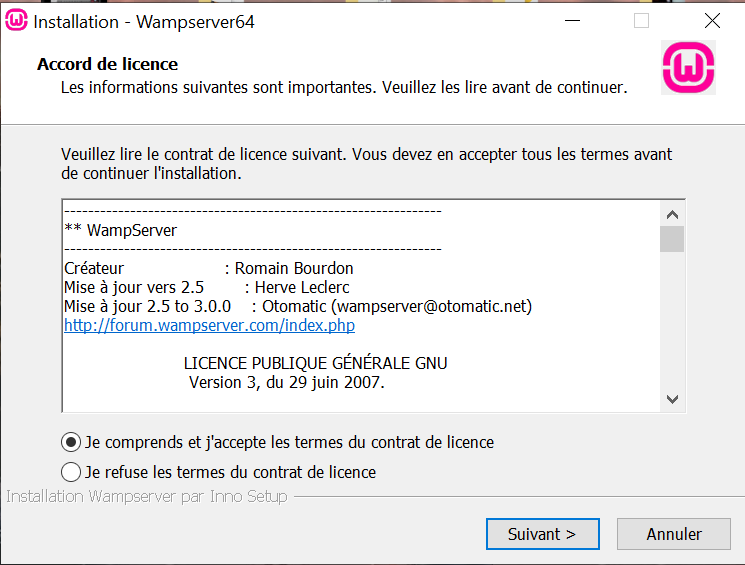 Installation - Wampserver64
Accord de licence
Les informations suivantes sont importantes. Veuillez les lire avant de continuer.
Veuillez lire le contrat de licence suivant. Vous devez en accepter tous les termes avant
de continuer l'installation.
------------------------------------------------------------
** WampServer
------------------------------------------------------------
Créateur : Romain Bourdon
Mise à jour vers 2.5 : Herve Leclerc
Mise à jour 2.5 to 3.0.0 : Otomatic (wampserver@otomatic.net)
http://forum.wampserver.com/index.php
LICENCE PUBLIQUE GÉNÉRALE GNU
Version 3, du 29 juin 2007.
Je comprends et j'accepte les termes du contrat de licence
Je refuse les termes du contrat de licence
Installation Wampserver par Inno Setup
Suivant >
Annuler